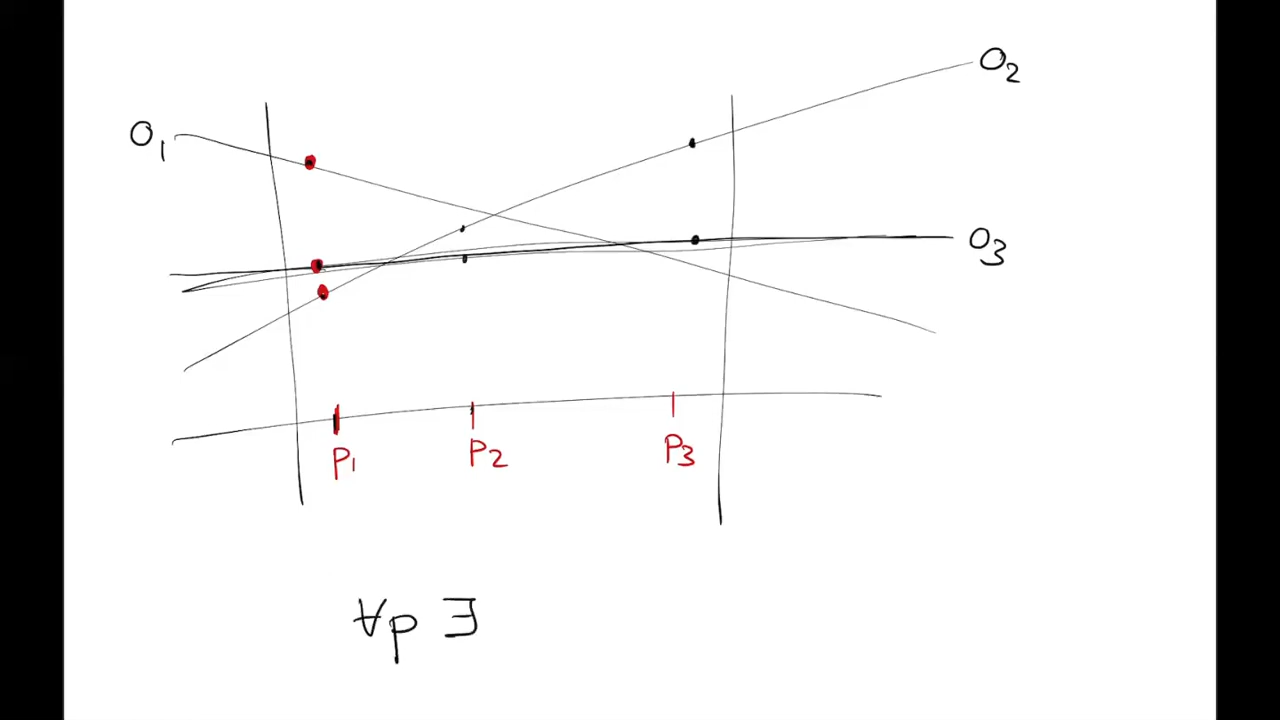 O₂
O₁
O₃
P₁ P₂ P₃
∀p ∃